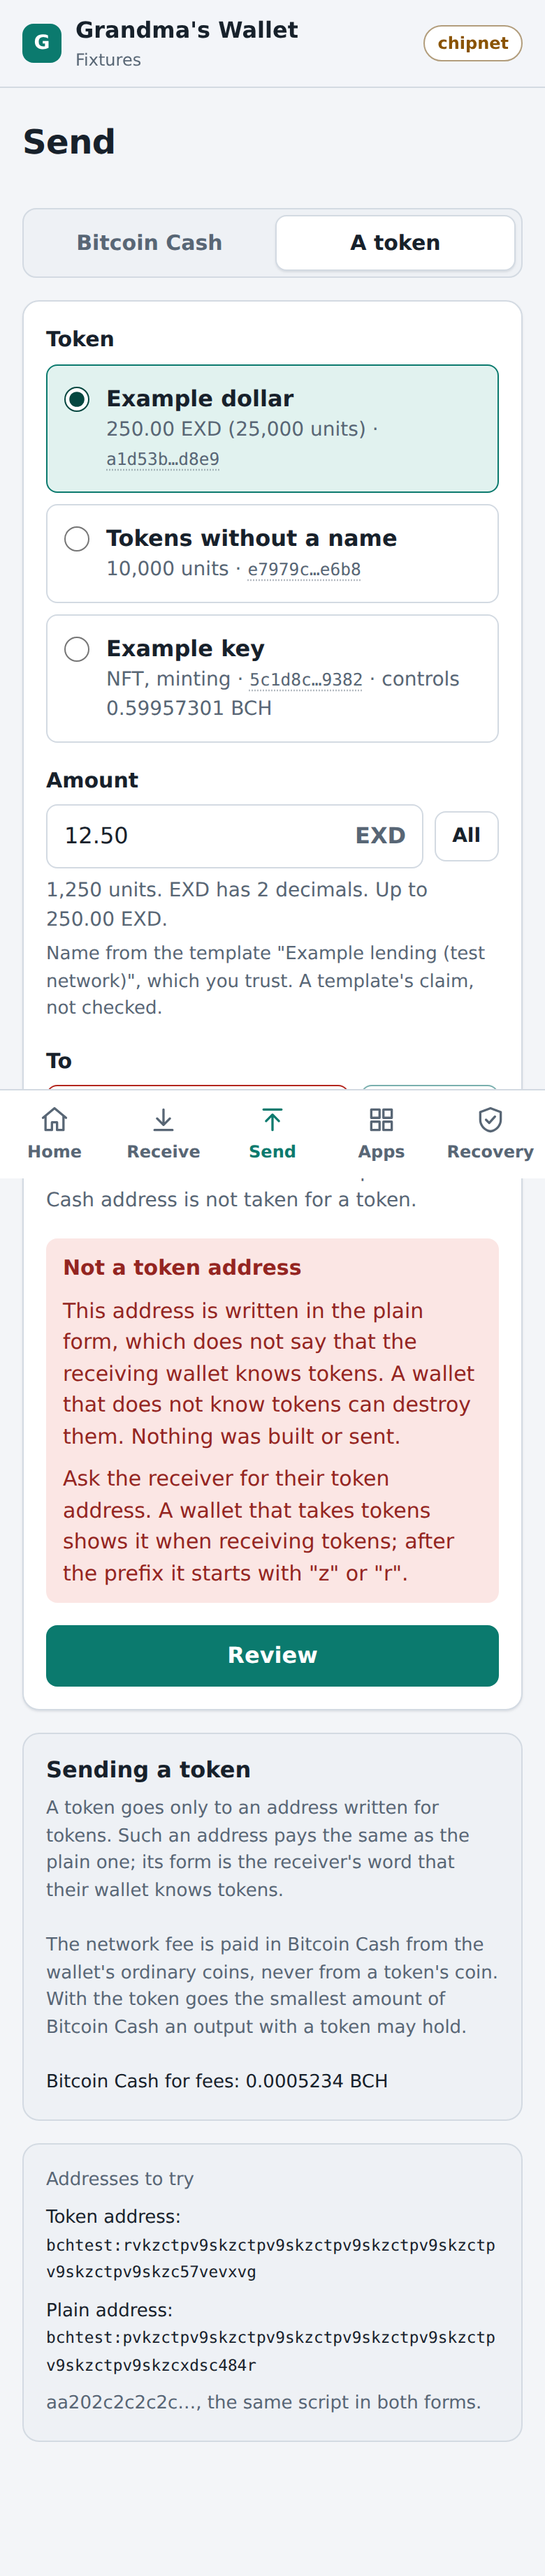 G
Grandma's Wallet
Fixtures
chipnet
Send
Bitcoin Cash
A token
Token
Example dollar
250.00 EXD (25,000 units) ·
a1d53b…d8e9
Tokens without a name
10,000 units · e7979c…e6b8
Example key
NFT, minting · 5c1d8c…9382 · controls
0.59957301 BCH
Amount
12.50 EXD
All
1,250 units. EXD has 2 decimals. Up to
250.00 EXD.
Name from the template "Example lending (test
network)", which you trust. A template's claim,
not checked.
To
Home
Receive
Send
Apps
Recovery
Cash address is not taken for a token.
Not a token address
This address is written in the plain
form, which does not say that the
receiving wallet knows tokens. A wallet
that does not know tokens can destroy
them. Nothing was built or sent.
Ask the receiver for their token
address. A wallet that takes tokens
shows it when receiving tokens; after
the prefix it starts with "z" or "r".
Review
Sending a token
A token goes only to an address written for
tokens. Such an address pays the same as the
plain one; its form is the receiver's word that
their wallet knows tokens.
The network fee is paid in Bitcoin Cash from the
wallet's ordinary coins, never from a token's coin.
With the token goes the smallest amount of
Bitcoin Cash an output with a token may hold.
Bitcoin Cash for fees: 0.0005234 BCH
Addresses to try
Token address:
bchtest:rvkzctpv9skzctpv9skzctpv9skzctpv9skzctp
v9skzctpv9skzc57vevxvg
Plain address:
bchtest:pvkzctpv9skzctpv9skzctpv9skzctpv9skzctp
v9skzctpv9skzcxdsc484r
aa202c2c2c2c…, the same script in both forms.